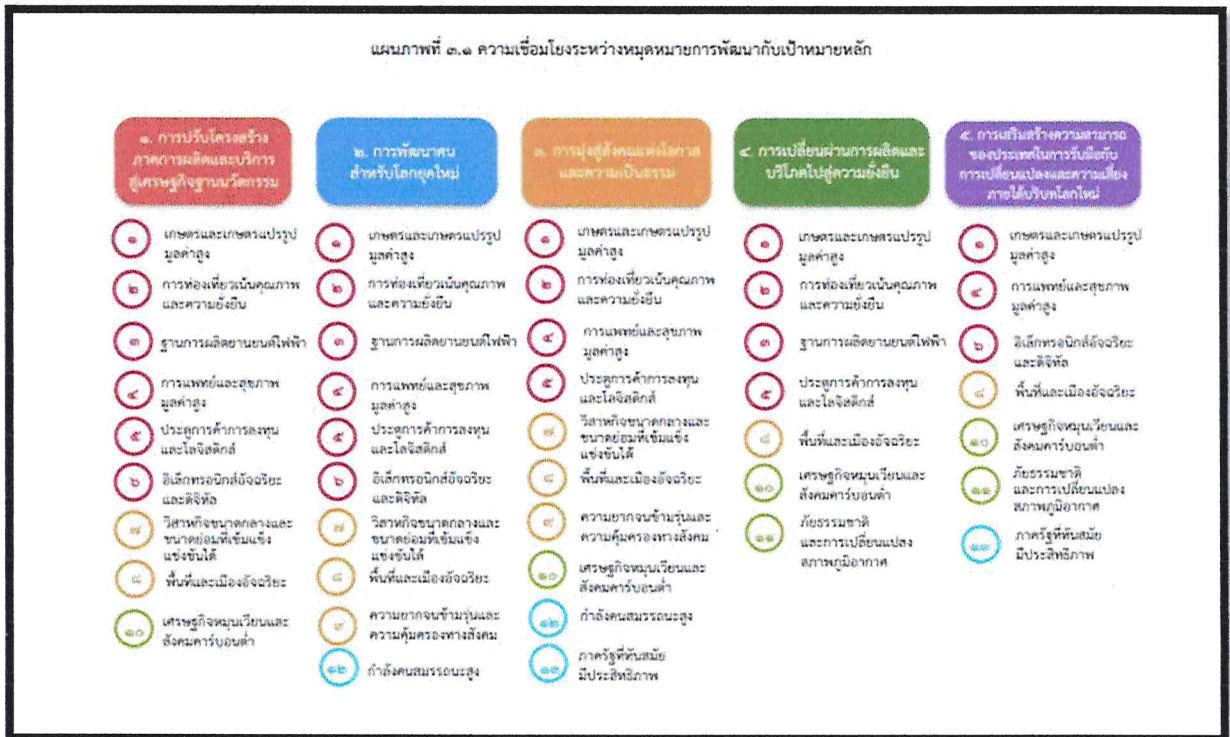 แผนภาพที่ ๓.๑ ความเชื่อมโยงระหว่างหมุดหมายการพัฒนากับเป้าหมายหลัก
๑. การปรับโครงสร้าง
ภาคการผลิตและบริการ
สู่เศรษฐกิจฐานนวัตกรรม
๑
เกษตรและเกษตรแปรรูป
มูลค่าสูง
๒
การท่องเที่ยวเน้นคุณภาพ
และความยั่งยืน
๓
ฐานการผลิตยานยนต์ไฟฟ้า
๔
การแพทย์และสุขภาพ
มูลค่าสูง
๕
ประตูการค้าการลงทุน
และโลจิสติกส์
๖
อิเล็กทรอนิกส์อัจฉริยะ
และดิจิทัล
๗
วิสาหกิจขนาดกลางและ
ขนาดย่อมที่เข้มแข็ง
แข่งขันได้
๘
พื้นที่และเมืองอัจฉริยะ
๑๐
เศรษฐกิจหมุนเวียนและ
สังคมคาร์บอนต่ำ
๒. การพัฒนาคน
สำหรับโลกยุคใหม่
๑
เกษตรและเกษตรแปรรูป
มูลค่าสูง
๒
การท่องเที่ยวเน้นคุณภาพ
และความยั่งยืน
๓
ฐานการผลิตยานยนต์ไฟฟ้า
๔
การแพทย์และสุขภาพ
มูลค่าสูง
๕
ประตูการค้าการลงทุน
และโลจิสติกส์
๖
อิเล็กทรอนิกส์อัจฉริยะ
และดิจิทัล
๗
วิสาหกิจขนาดกลางและ
ขนาดย่อมที่เข้มแข็ง
แข่งขันได้
๘
พื้นที่และเมืองอัจฉริยะ
๙
ความยากจนข้ามรุ่นและ
ความคุ้มครองทางสังคม
๑๒
กำลังคนสมรรถนะสูง
๓. การมุ่งสู่สังคมแห่งโอกาส
และความเป็นธรรม
๑
เกษตรและเกษตรแปรรูป
มูลค่าสูง
๒
การท่องเที่ยวเน้นคุณภาพ
และความยั่งยืน
๔
การแพทย์และสุขภาพ
มูลค่าสูง
๕
ประตูการค้าการลงทุน
และโลจิสติกส์
๗
วิสาหกิจขนาดกลางและ
ขนาดย่อมที่เข้มแข็ง
แข่งขันได้
๘
พื้นที่และเมืองอัจฉริยะ
๙
ความยากจนข้ามรุ่นและ
ความคุ้มครองทางสังคม
๑๐
เศรษฐกิจหมุนเวียนและ
สังคมคาร์บอนต่ำ
๑๒
กำลังคนสมรรถนะสูง
๑๓
ภาครัฐที่ทันสมัย
มีประสิทธิภาพ
๔. การเปลี่ยนผ่านการผลิตและ
บริโภคไปสู่ความยั่งยืน
๑
เกษตรและเกษตรแปรรูป
มูลค่าสูง
๒
การท่องเที่ยวเน้นคุณภาพ
และความยั่งยืน
๓
ฐานการผลิตยานยนต์ไฟฟ้า
๕
ประตูการค้าการลงทุน
และโลจิสติกส์
๘
พื้นที่และเมืองอัจฉริยะ
๑๐
เศรษฐกิจหมุนเวียนและ
สังคมคาร์บอนต่ำ
๑๑
ภัยธรรมชาติ
และการเปลี่ยนแปลง
สภาพภูมิอากาศ
๕. การเสริมสร้างความสามารถ
ของประเทศในการรับมือกับ
การเปลี่ยนแปลงและความเสี่ยง
ภายใต้บริบทโลกใหม่
๑
เกษตรและเกษตรแปรรูป
มูลค่าสูง
๔
การแพทย์และสุขภาพ
มูลค่าสูง
๖
อิเล็กทรอนิกส์อัจฉริยะ
และดิจิทัล
๘
พื้นที่และเมืองอัจฉริยะ
๑๐
เศรษฐกิจหมุนเวียนและ
สังคมคาร์บอนต่ำ
๑๑
ภัยธรรมชาติ
และการเปลี่ยนแปลง
สภาพภูมิอากาศ
๑๓
ภาครัฐที่ทันสมัย
มีประสิทธิภาพ